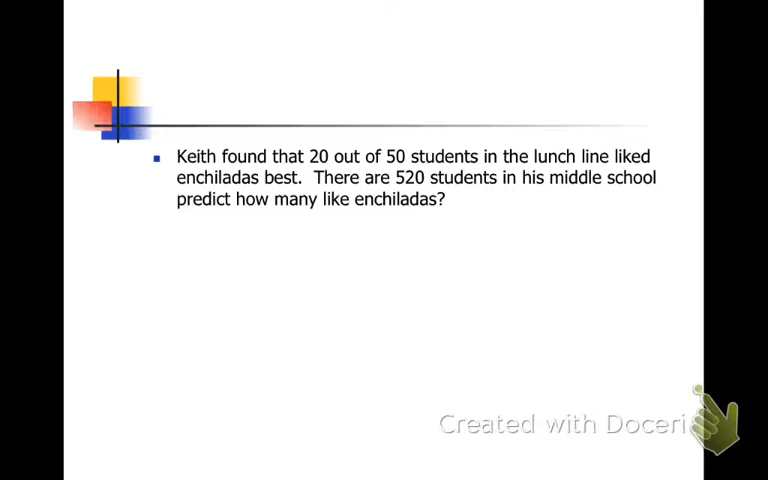 Keith found that 20 out of 50 students in the lunch line liked
enchiladas best. There are 520 students in his middle school
predict how many like enchiladas?
Created with Doceri